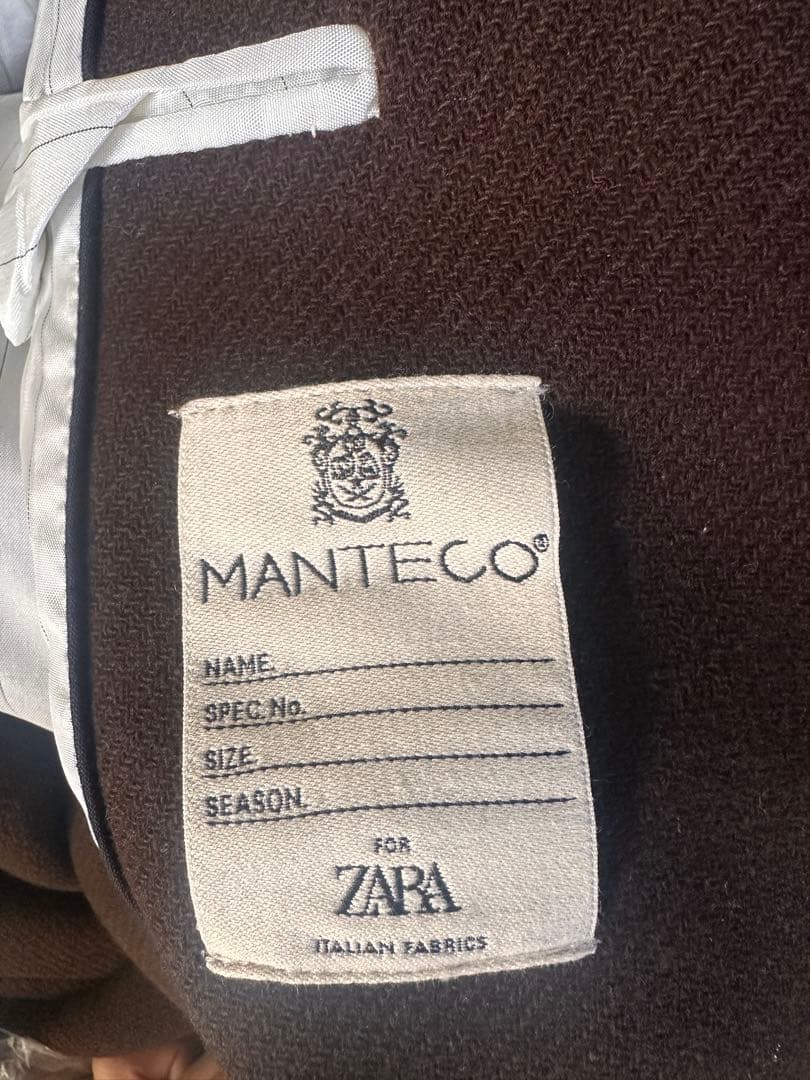 MANTECO®
NAME.
SPEC. No.
SIZE.
SEASON.
FOR
ZARA
ITALIAN FABRICS